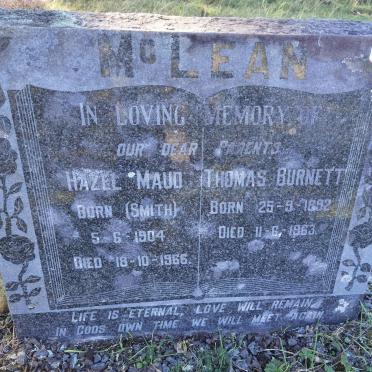 McLEAN
IN LOVING MEMORY OF
OUR DEAR PARENTS.
HAZEL MAUD
BORN (SMITH)
5-6-1904
DIED 18-10-1966.
THOMAS BURNETT
BORN 25-9-1892
DIED 11-6-1963.
LIFE IS ETERNAL, LOVE WILL REMAIN,
IN GODS OWN TIME, WE WILL MEET AGAIN.